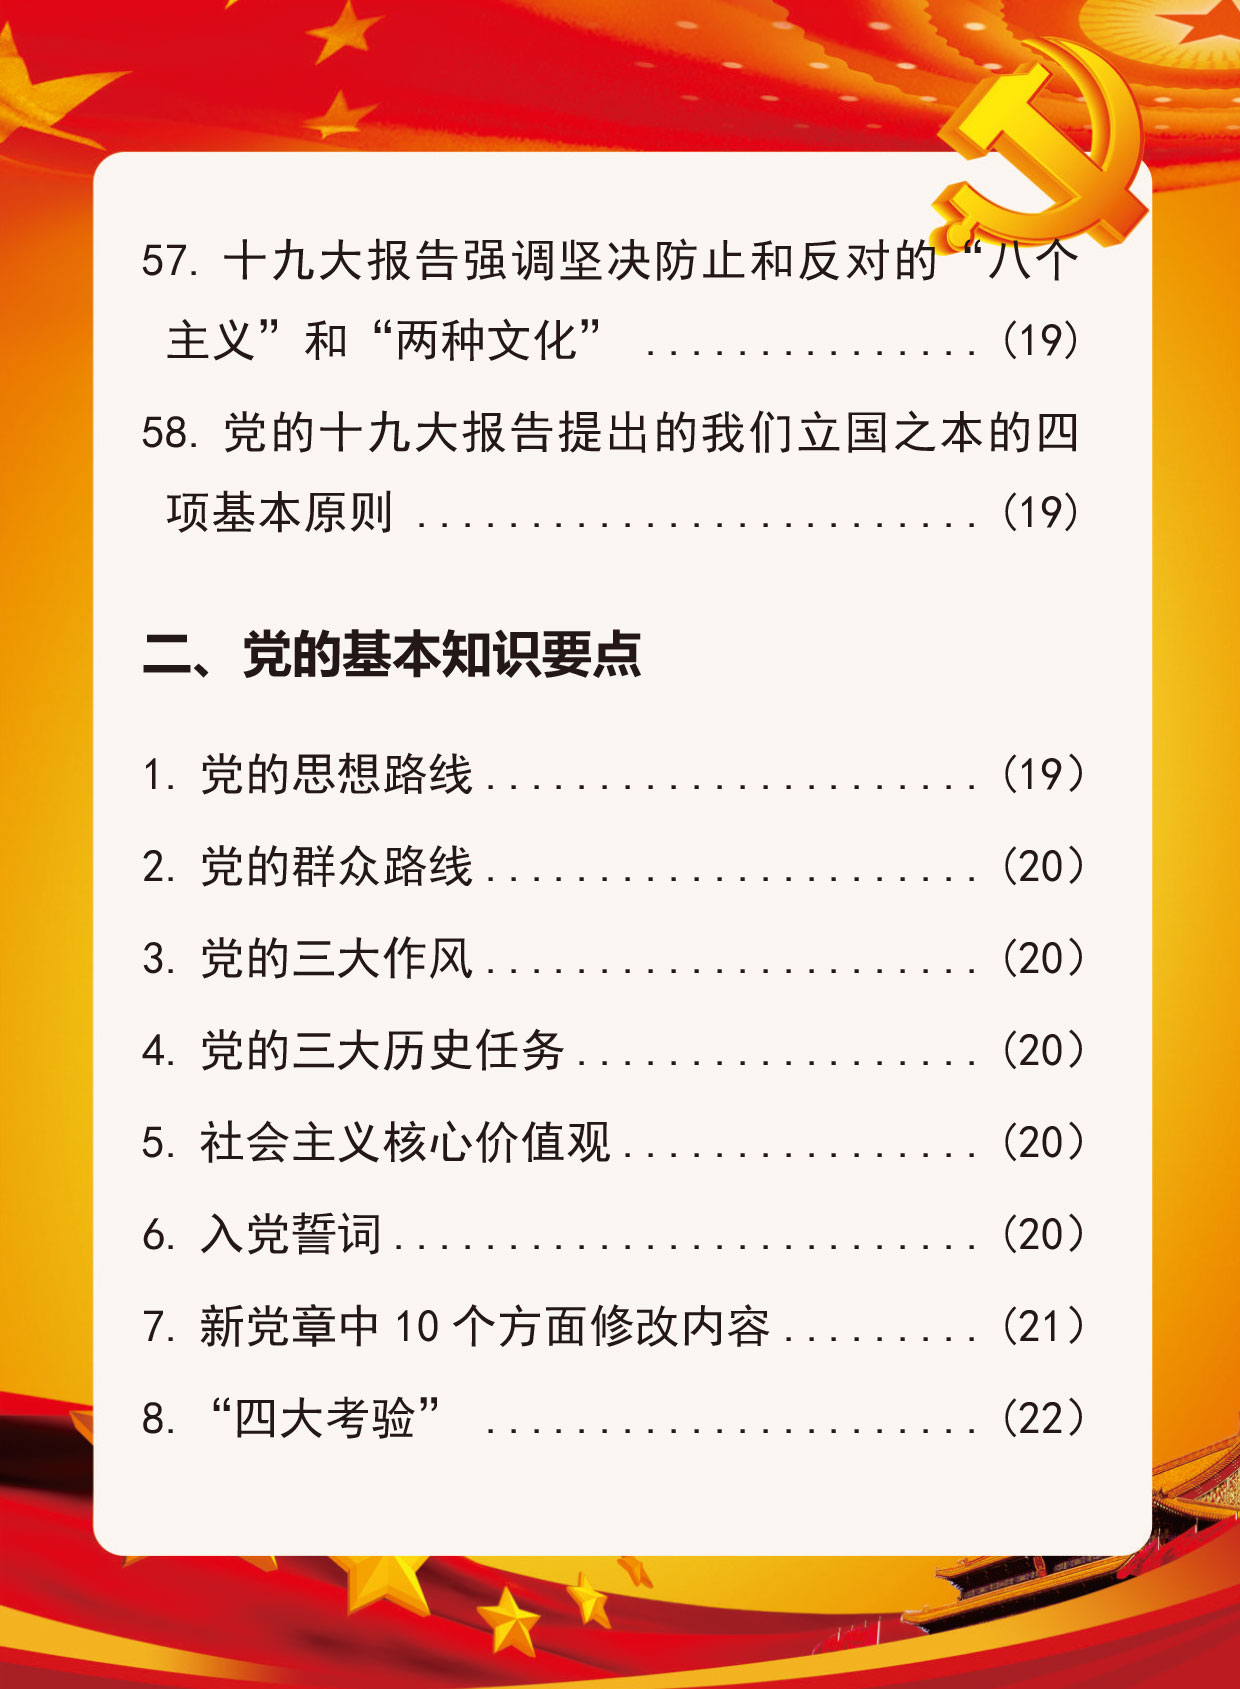 57. 十九大报告强调坚决防止和反对的“八个
主义”和“两种文化” ............... (19)
58. 党的十九大报告提出的我们立国之本的四
项基本原则 ......................... (19)
二、党的基本知识要点
1. 党的思想路线...................... (19)
2. 党的群众路线...................... (20)
3. 党的三大作风...................... (20)
4. 党的三大历史任务.................. (20)
5. 社会主义核心价值观................ (20)
6. 入党誓词.......................... (20)
7. 新党章中 10 个方面修改内容......... (21)
8. “四大考验” ...................... (22)